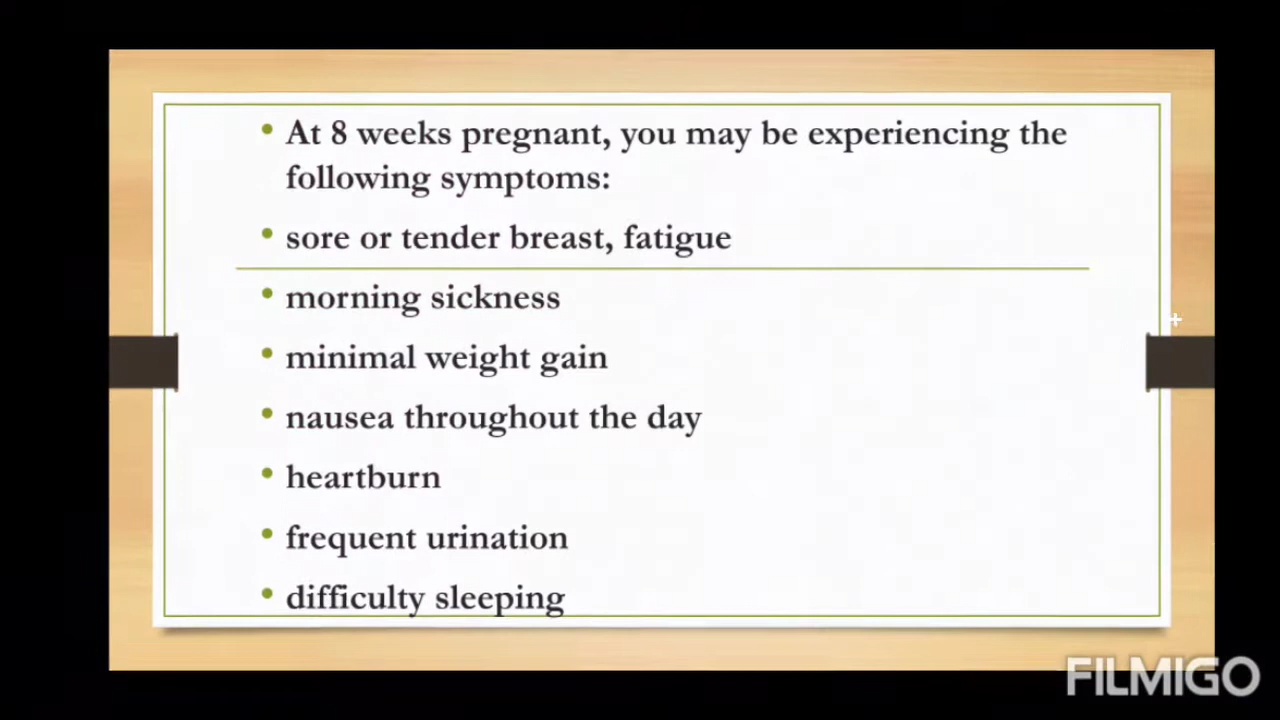 • At 8 weeks pregnant, you may be experiencing the
following symptoms:
• sore or tender breast, fatigue
• morning sickness
• minimal weight gain
• nausea throughout the day
• heartburn
• frequent urination
• difficulty sleeping
FILMIGO